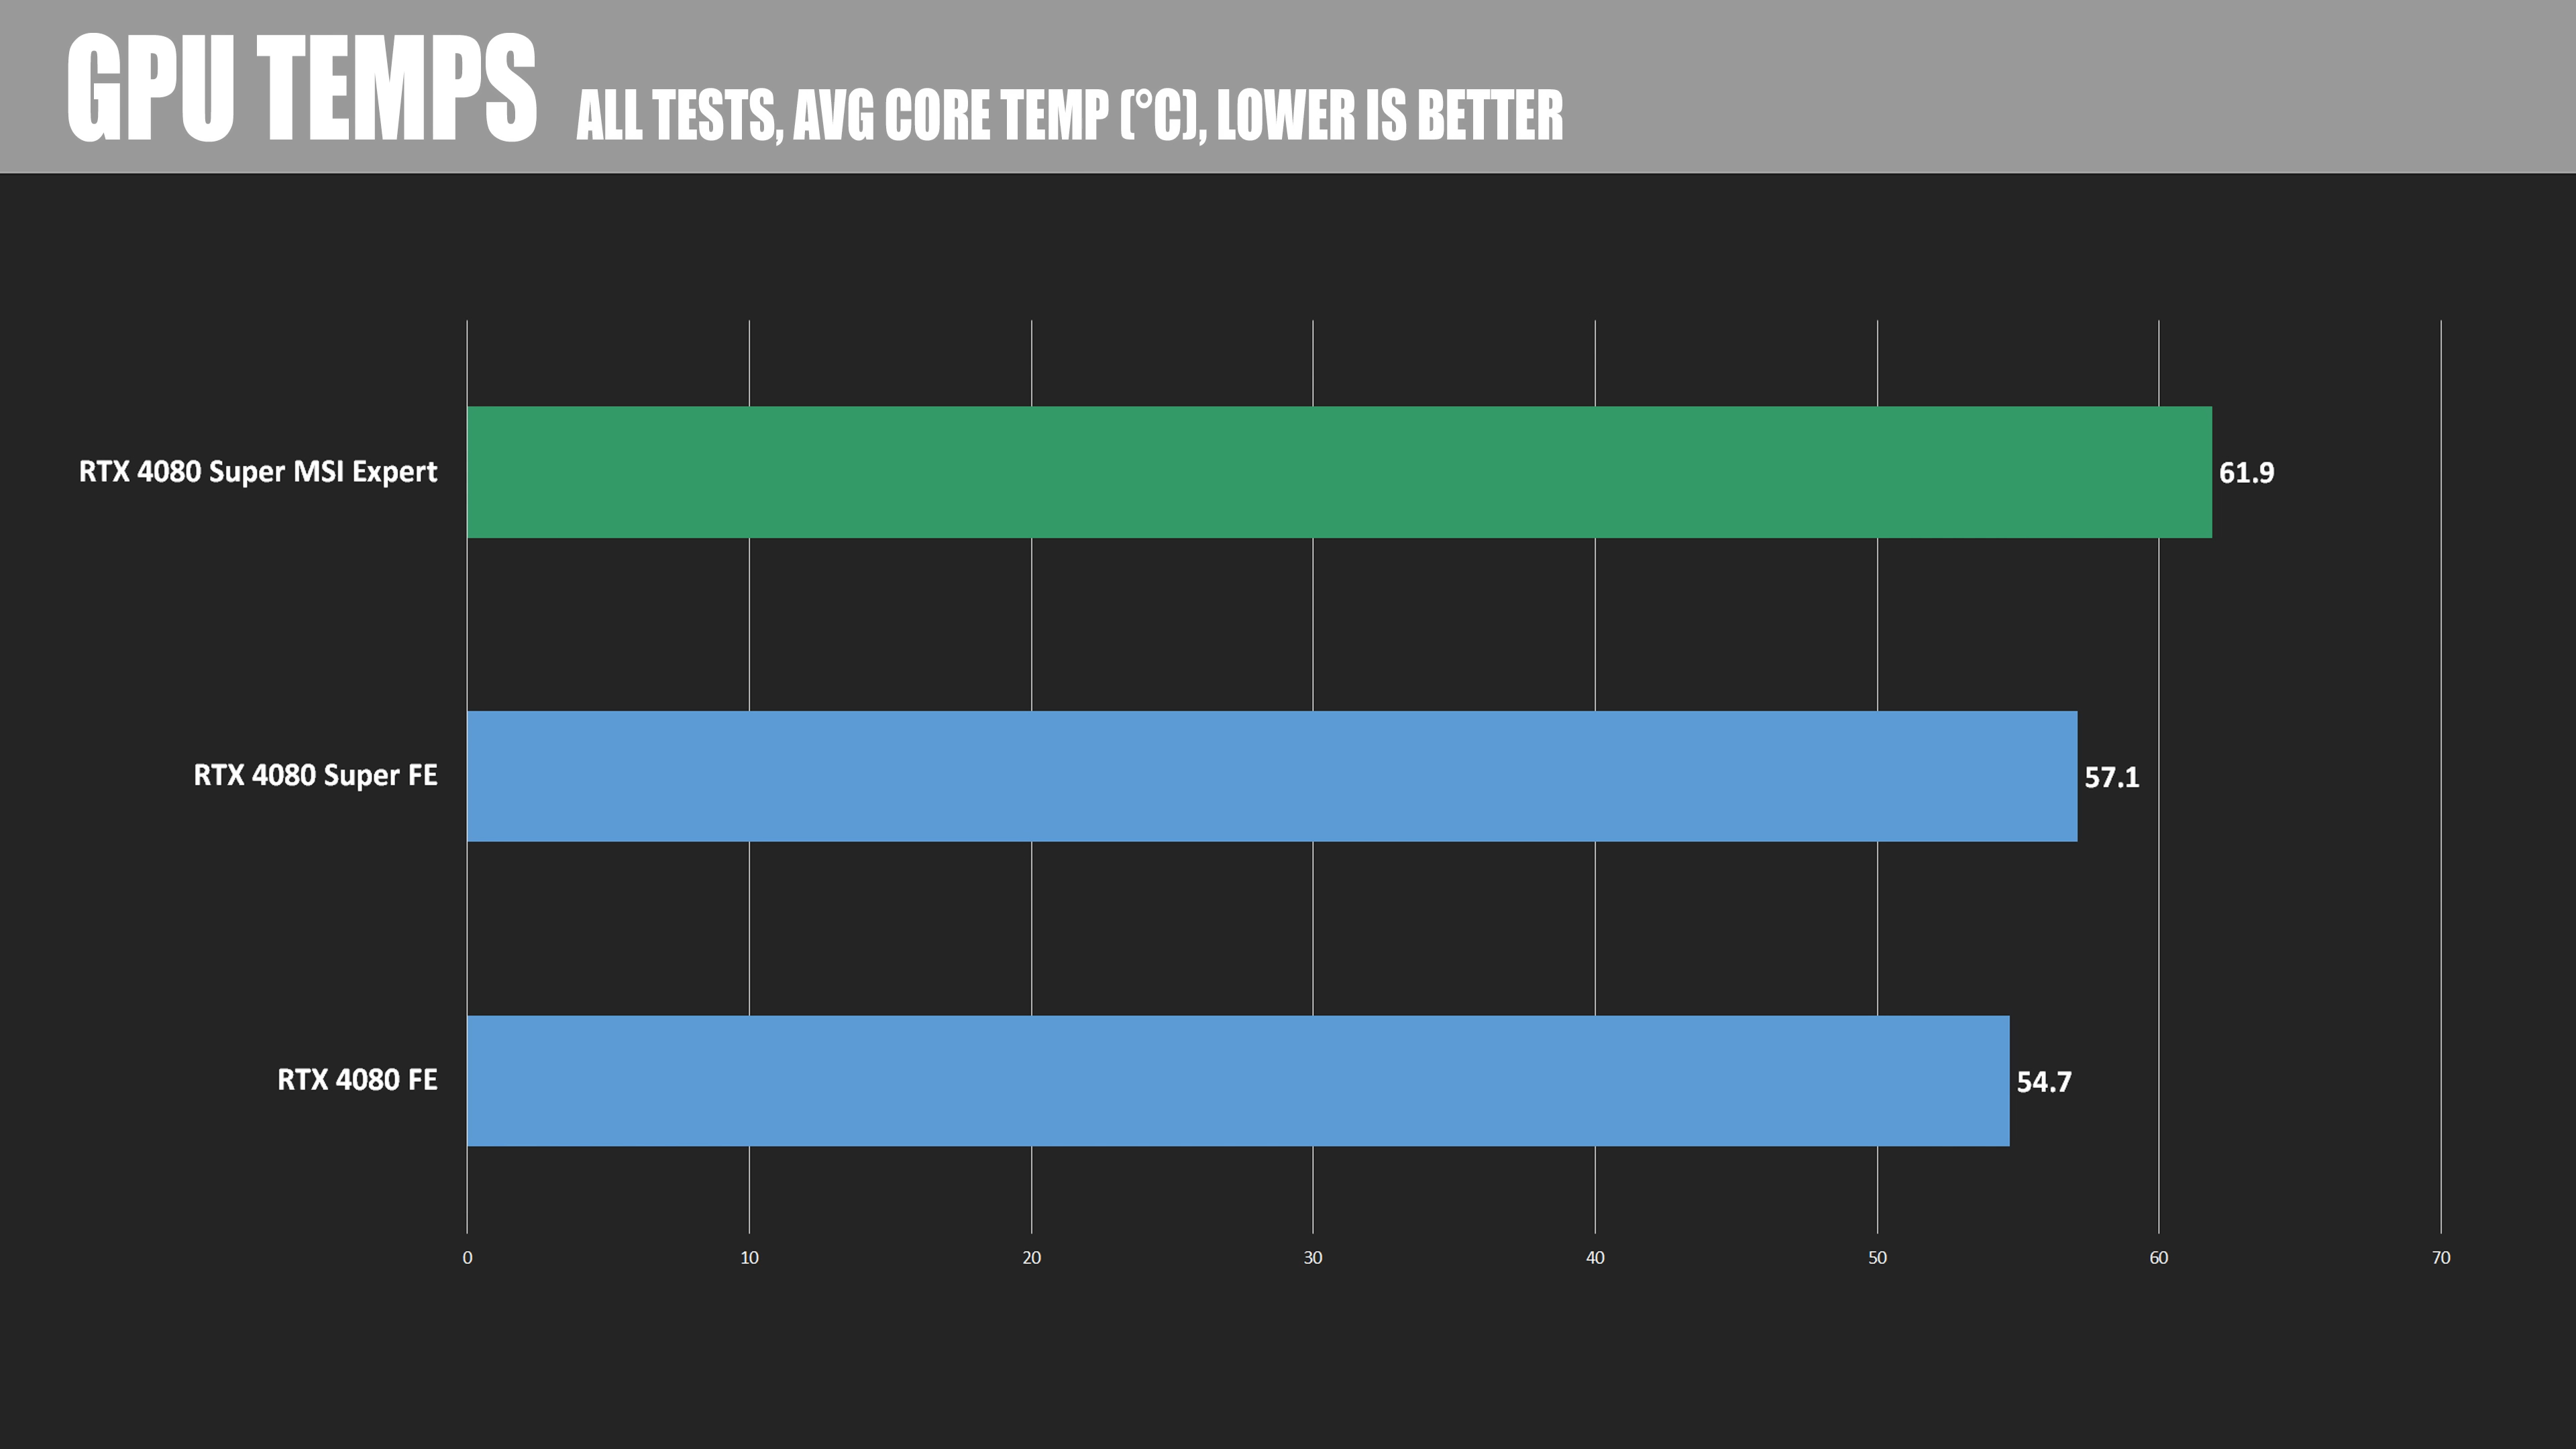 GPU TEMPS ALL TESTS, AVG CORE TEMP (°C), LOWER IS BETTER
RTX 4080 Super MSI Expert 61.9
RTX 4080 Super FE 57.1
RTX 4080 FE 54.7
0 10 20 30 40 50 60 70